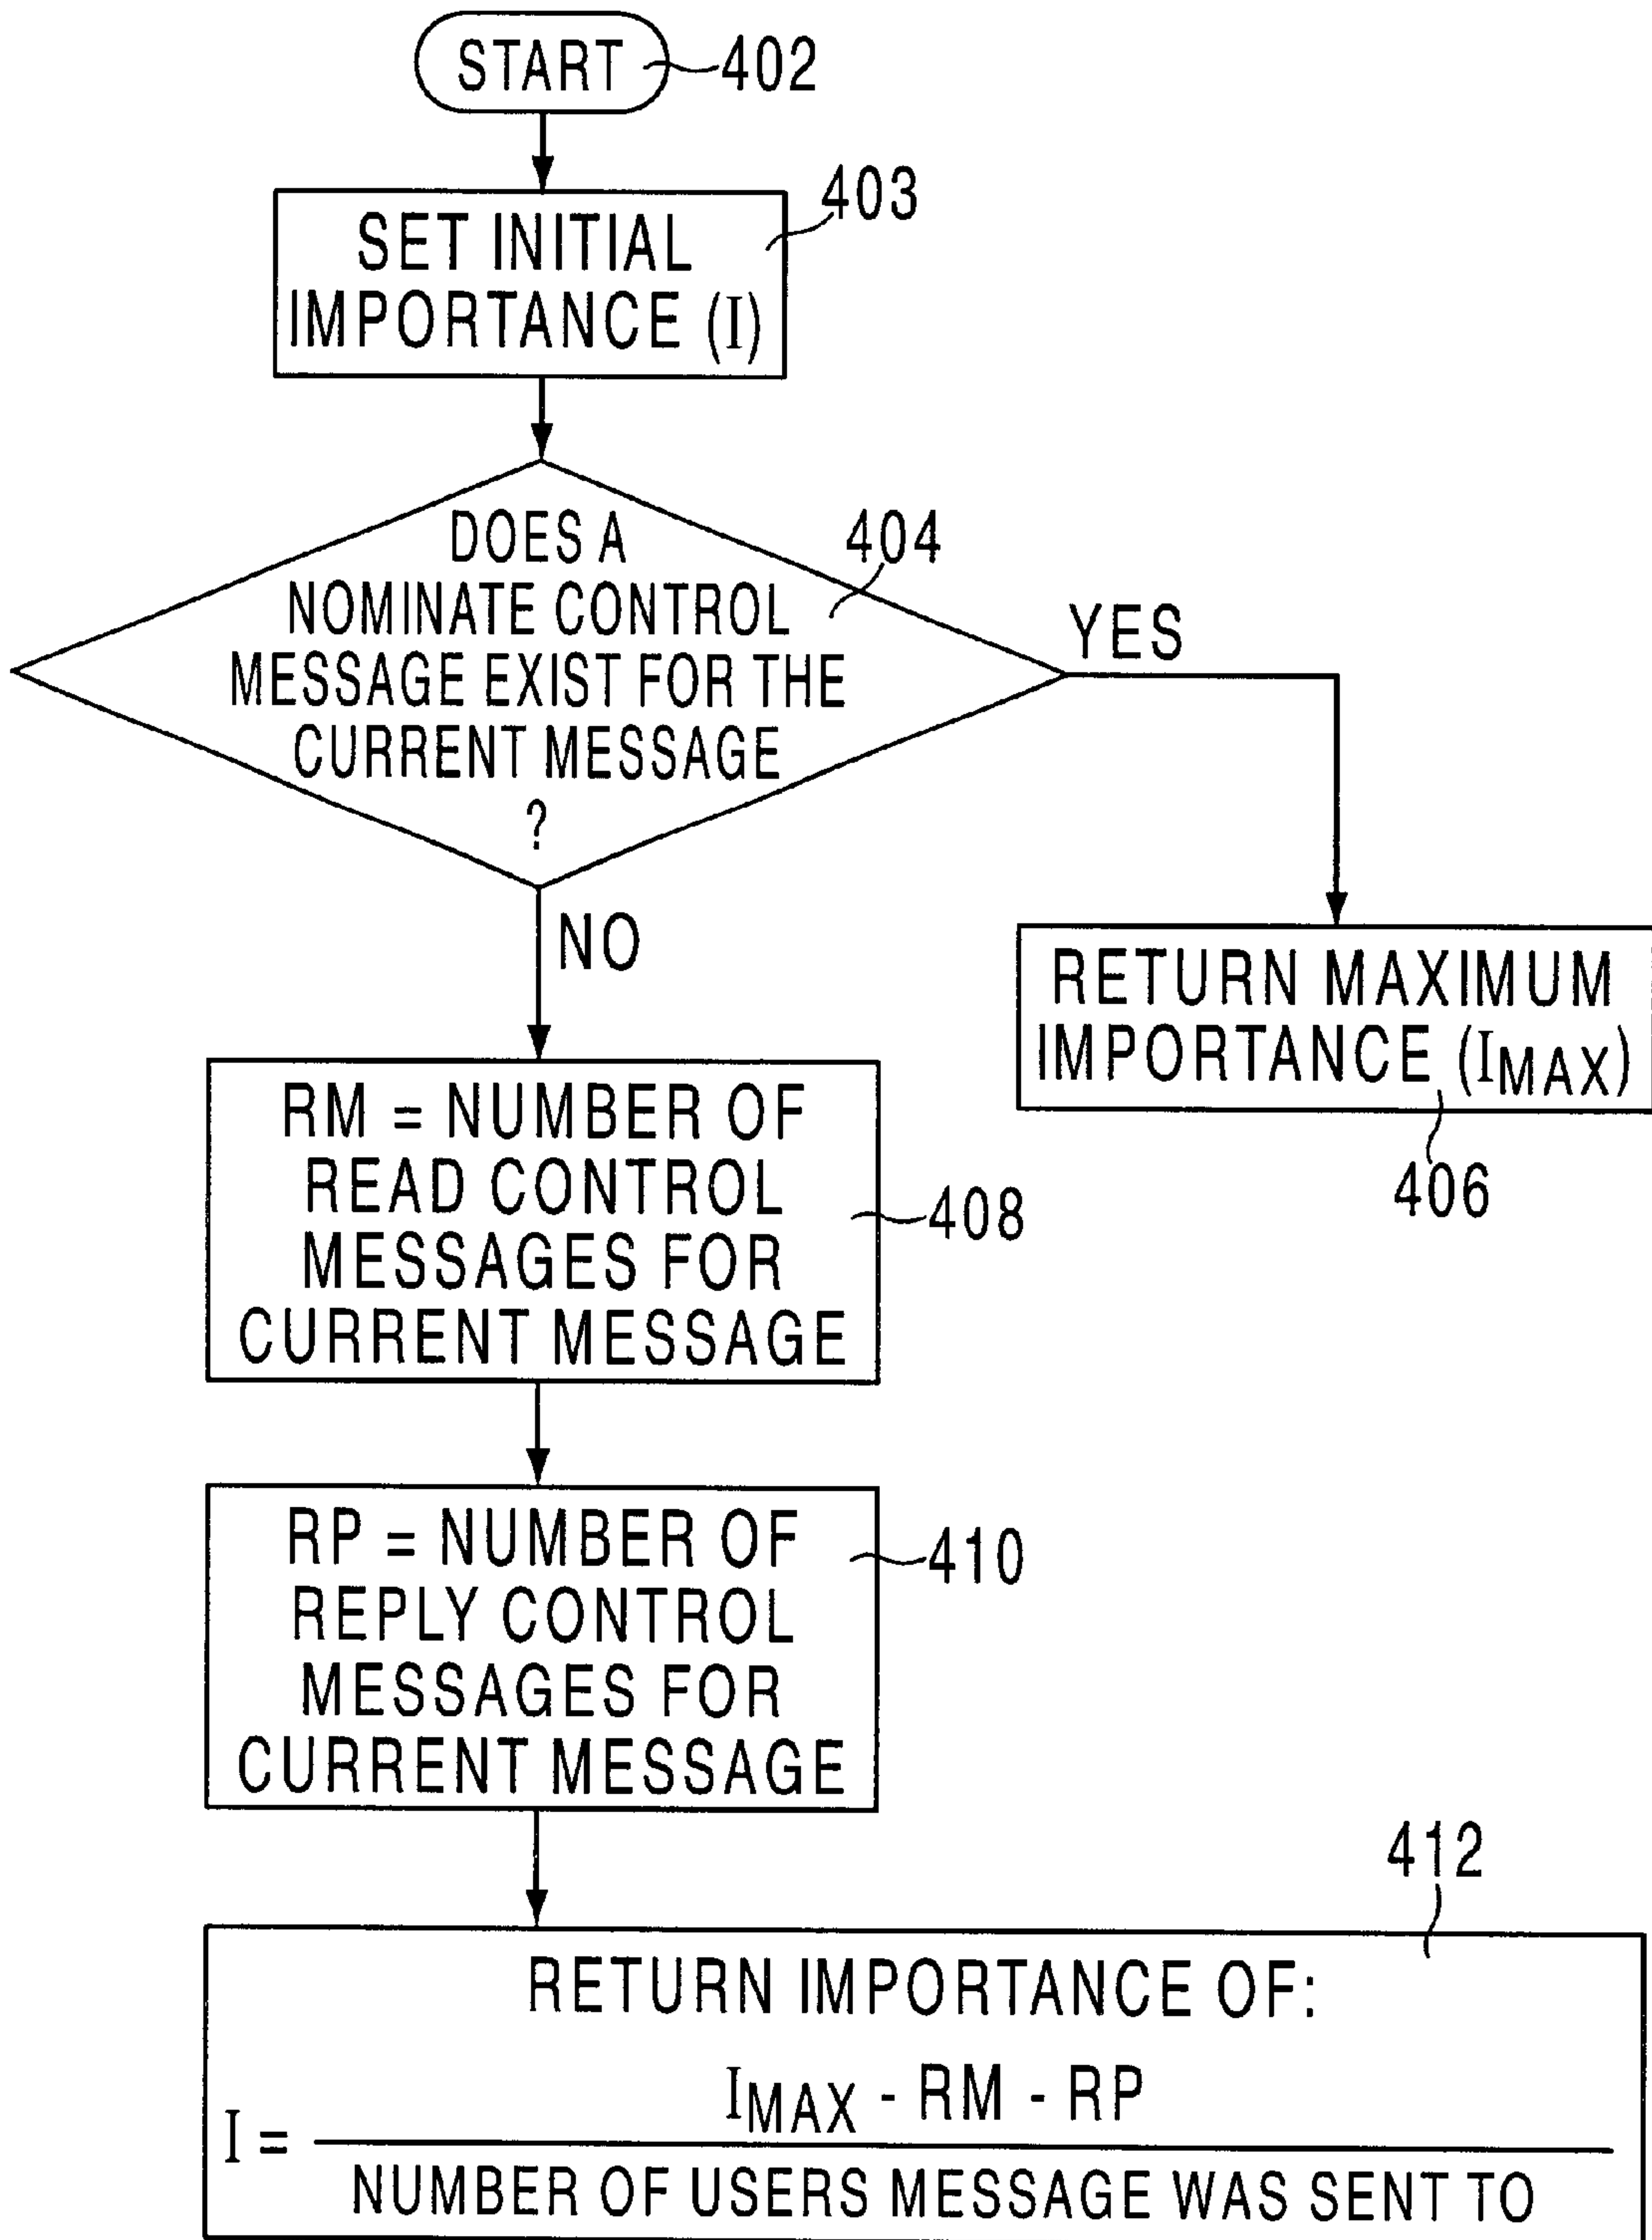 START
402
403
SET INITIAL
IMPORTANCE (I)
DOES A
NOMINATE CONTROL
MESSAGE EXIST FOR THE
CURRENT MESSAGE
?
404
YES
NO
RETURN MAXIMUM
IMPORTANCE (IMAX)
406
RM = NUMBER OF
READ CONTROL
MESSAGES FOR
CURRENT MESSAGE
408
RP = NUMBER OF
REPLY CONTROL
MESSAGES FOR
CURRENT MESSAGE
410
412
RETURN IMPORTANCE OF:
IMAX - RM - RP
I =
NUMBER OF USERS MESSAGE WAS SENT TO